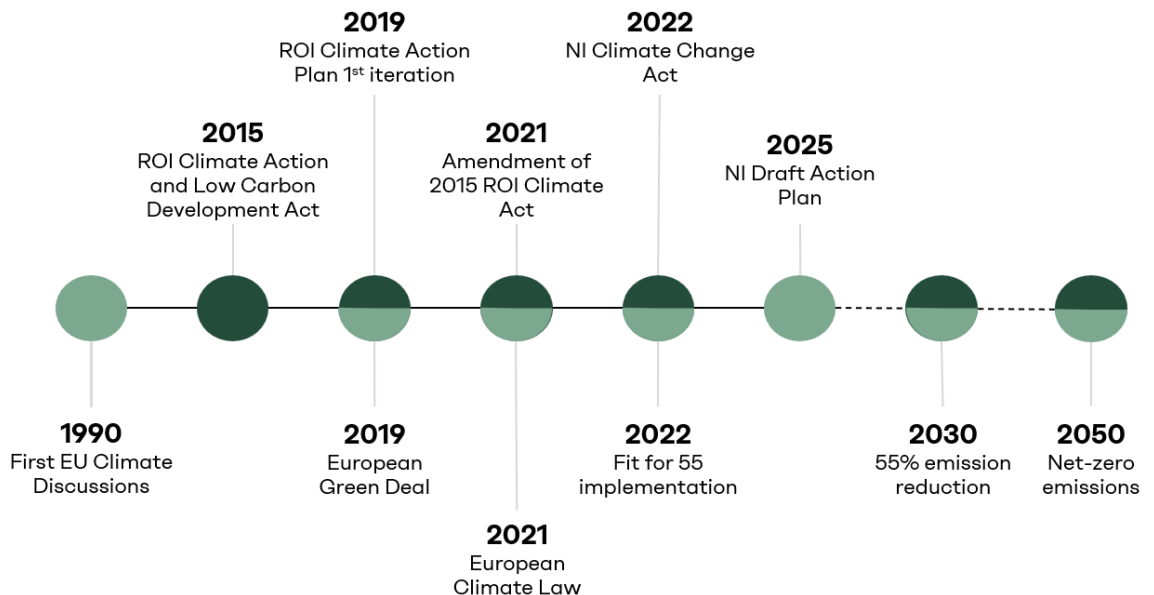 2019
ROI Climate Action
Plan 1st iteration
2022
NI Climate Change
Act
2015
ROI Climate Action
and Low Carbon
Development Act
2021
Amendment of
2015 ROI Climate
Act
2025
NI Draft Action
Plan
1990
First EU Climate
Discussions
2019
European
Green Deal
2022
Fit for 55
implementation
2030
55% emission
reduction
2050
Net-zero
emissions
2021
European
Climate Law